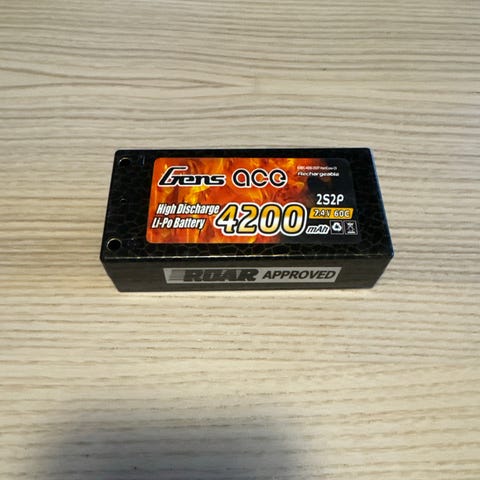 Gens ace
Rechargeable
High Discharge
Li-Po Battery
4200
mAh
2S2P
7.4V 60C
ROAR APPROVED